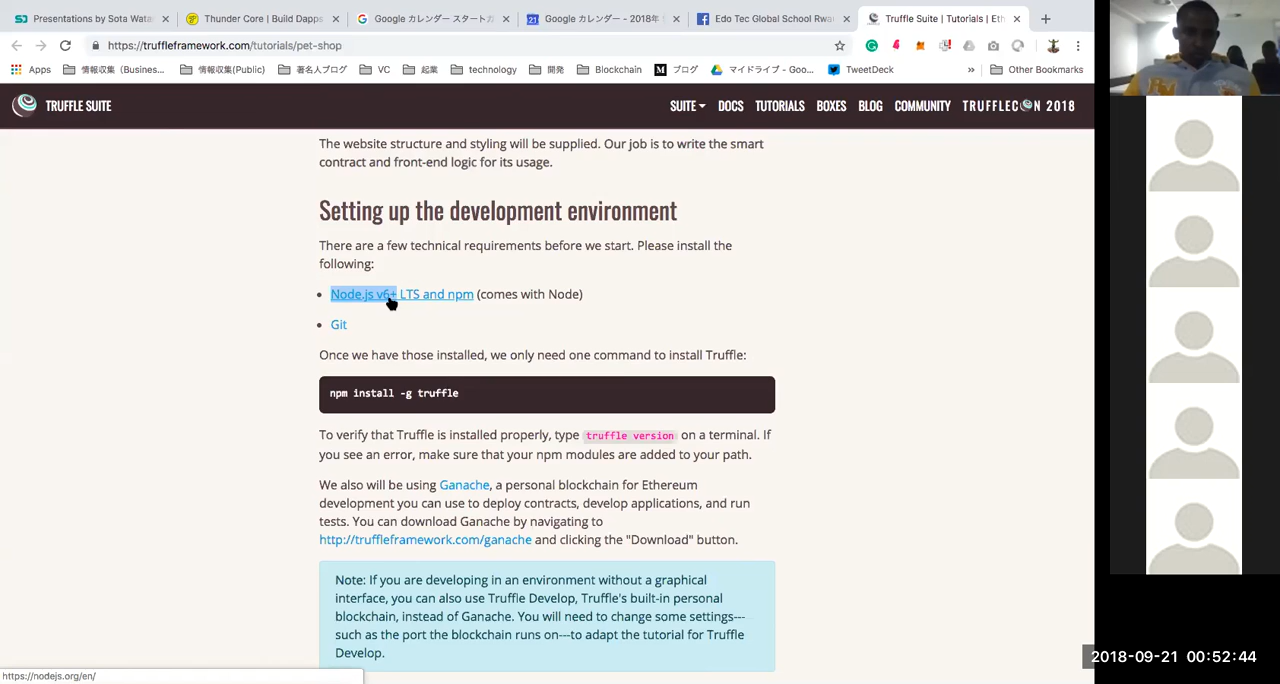 Presentations by Sota Wata
Thunder Core | Build Dapps
Google カレンダー スタートガ
Google カレンダー - 2018年
Edo Tec Global School Rwa
Truffle Suite | Tutorials | Eth
https://truffleframework.com/tutorials/pet-shop
Apps
情報収集 (Busines...
情報収集(Public)
著名人ブログ
VC
起業
technology
開発
Blockchain
ブログ
マイドライブ - Goo...
TweetDeck
»
Other Bookmarks
TRUFFLE SUITE
SUITE
DOCS
TUTORIALS
BOXES
BLOG
COMMUNITY
TRUFFLECON 2018
The website structure and styling will be supplied. Our job is to write the smart
contract and front-end logic for its usage.
Setting up the development environment
There are a few technical requirements before we start. Please install the
following:
• Node.js v6+ LTS and npm (comes with Node)
• Git
Once we have those installed, we only need one command to install Truffle:
npm install -g truffle
To verify that Truffle is installed properly, type truffle version on a terminal. If
you see an error, make sure that your npm modules are added to your path.
We also will be using Ganache, a personal blockchain for Ethereum
development you can use to deploy contracts, develop applications, and run
tests. You can download Ganache by navigating to
http://truffleframework.com/ganache and clicking the "Download" button.
Note: If you are developing in an environment without a graphical
interface, you can also use Truffle Develop, Truffle's built-in personal
blockchain, instead of Ganache. You will need to change some settings---
such as the port the blockchain runs on---to adapt the tutorial for Truffle
Develop.
https://nodejs.org/en/
2018-09-21 00:52:44